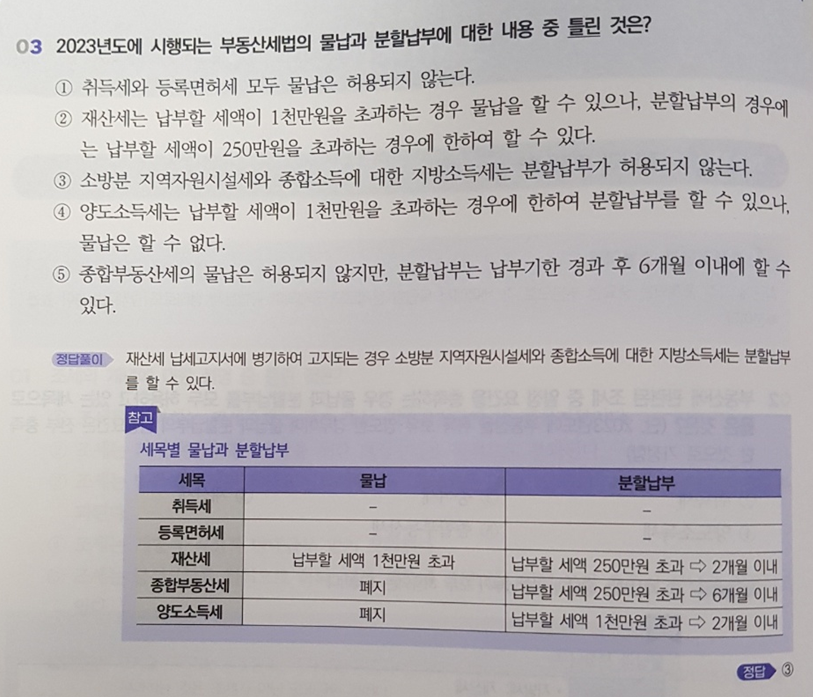 03 2023년도에 시행되는 부동산세법의 물납과 분할납부에 대한 내용 중 틀린 것은?
① 취득세와 등록면허세 모두 물납은 허용되지 않는다.
② 재산세는 납부할 세액이 1천만원을 초과하는 경우 물납을 할 수 있으나, 분할납부의 경우에
는 납부할 세액이 250만원을 초과하는 경우에 한하여 할 수 있다.
③ 소방분 지역자원시설세와 종합소득에 대한 지방소득세는 분할납부가 허용되지 않는다.
④ 양도소득세는 납부할 세액이 1천만원을 초과하는 경우에 한하여 분할납부를 할 수 있으나,
물납은 할 수 없다.
⑤ 종합부동산세의 물납은 허용되지 않지만, 분할납부는 납부기한 경과 후 6개월 이내에 할 수
있다.
정답풀이 재산세 납세고지서에 병기하여 고지되는 경우 소방분 지역자원시설세와 종합소득에 대한 지방소득세는 분할납부
를 할 수 있다.
참고
세목별 물납과 분할납부
세목 물납 분할납부
취득세 – –
등록면허세 – –
재산세 납부할 세액 1천만원 초과 납부할 세액 250만원 초과 ⇨ 2개월 이내
종합부동산세 폐지 납부할 세액 250만원 초과 ⇨ 6개월 이내
양도소득세 폐지 납부할 세액 1천만원 초과 ⇨ 2개월 이내
정답 ③